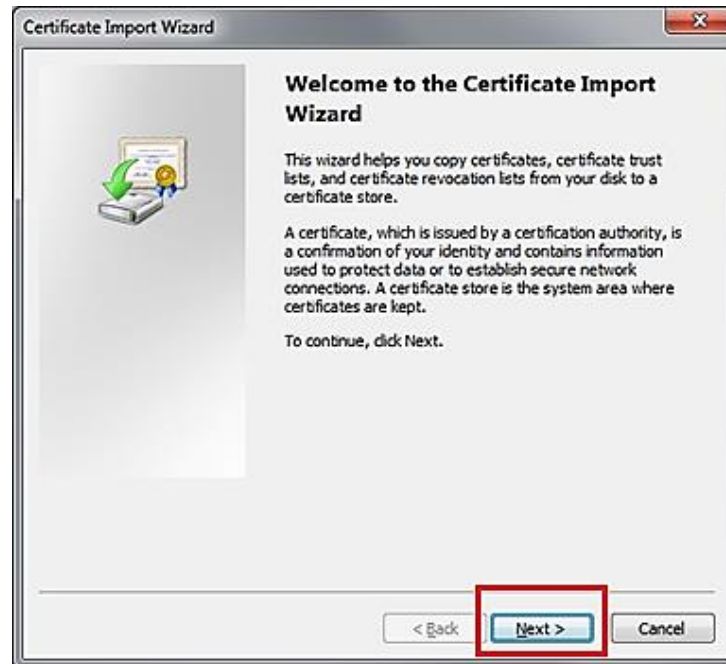 Certificate Import Wizard
Welcome to the Certificate Import
Wizard
This wizard helps you copy certificates, certificate trust
lists, and certificate revocation lists from your disk to a
certificate store.
A certificate, which is issued by a certification authority, is
a confirmation of your identity and contains information
used to protect data or to establish secure network
connections. A certificate store is the system area where
certificates are kept.
To continue, click Next.
< Back Next > Cancel